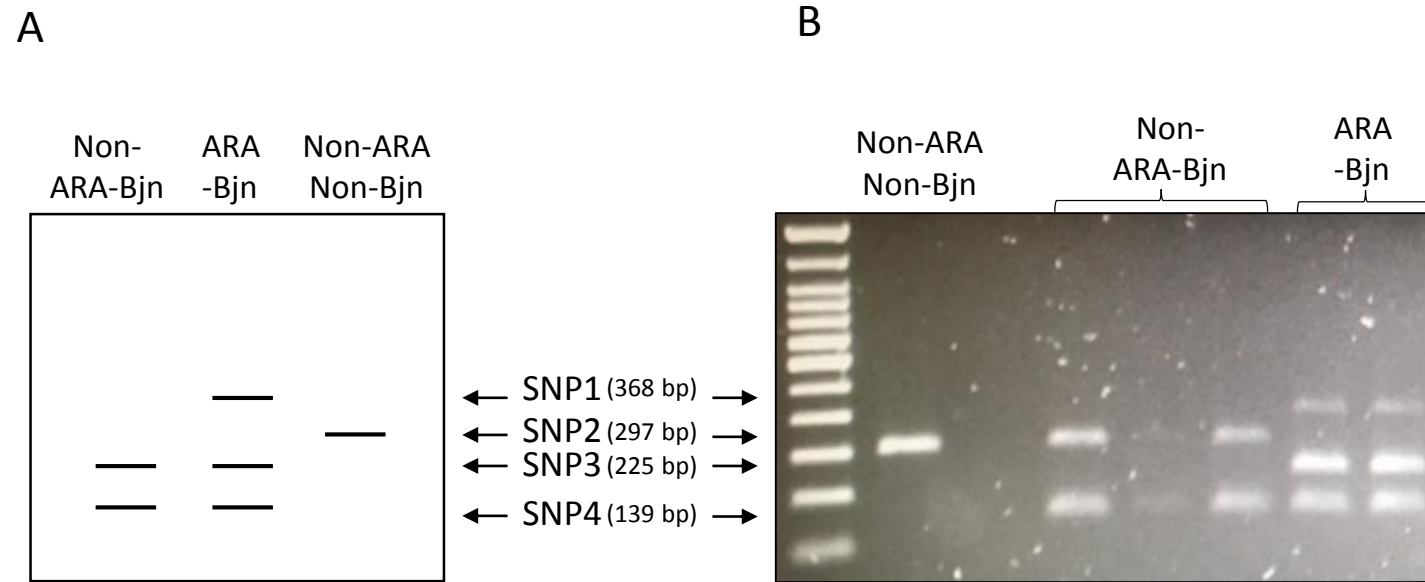 A
B
Non-
ARA-Bjn
ARA
-Bjn
Non-ARA
Non-Bjn
SNP1 (368 bp)
SNP2 (297 bp)
SNP3 (225 bp)
SNP4 (139 bp)
Non-ARA
Non-Bjn
Non-
ARA-Bjn
ARA
-Bjn